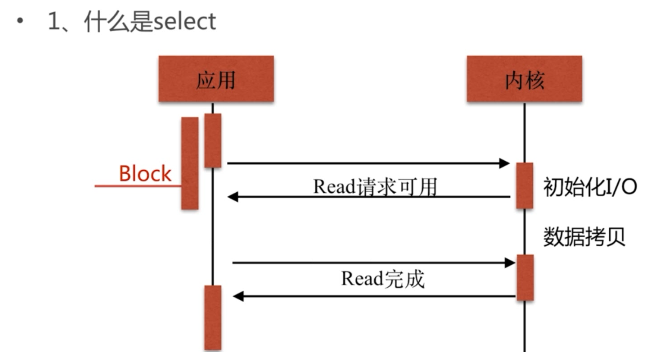 • 1、什么是select
应用
内核
Block
Read请求可用
初始化I/O
数据拷贝
Read完成